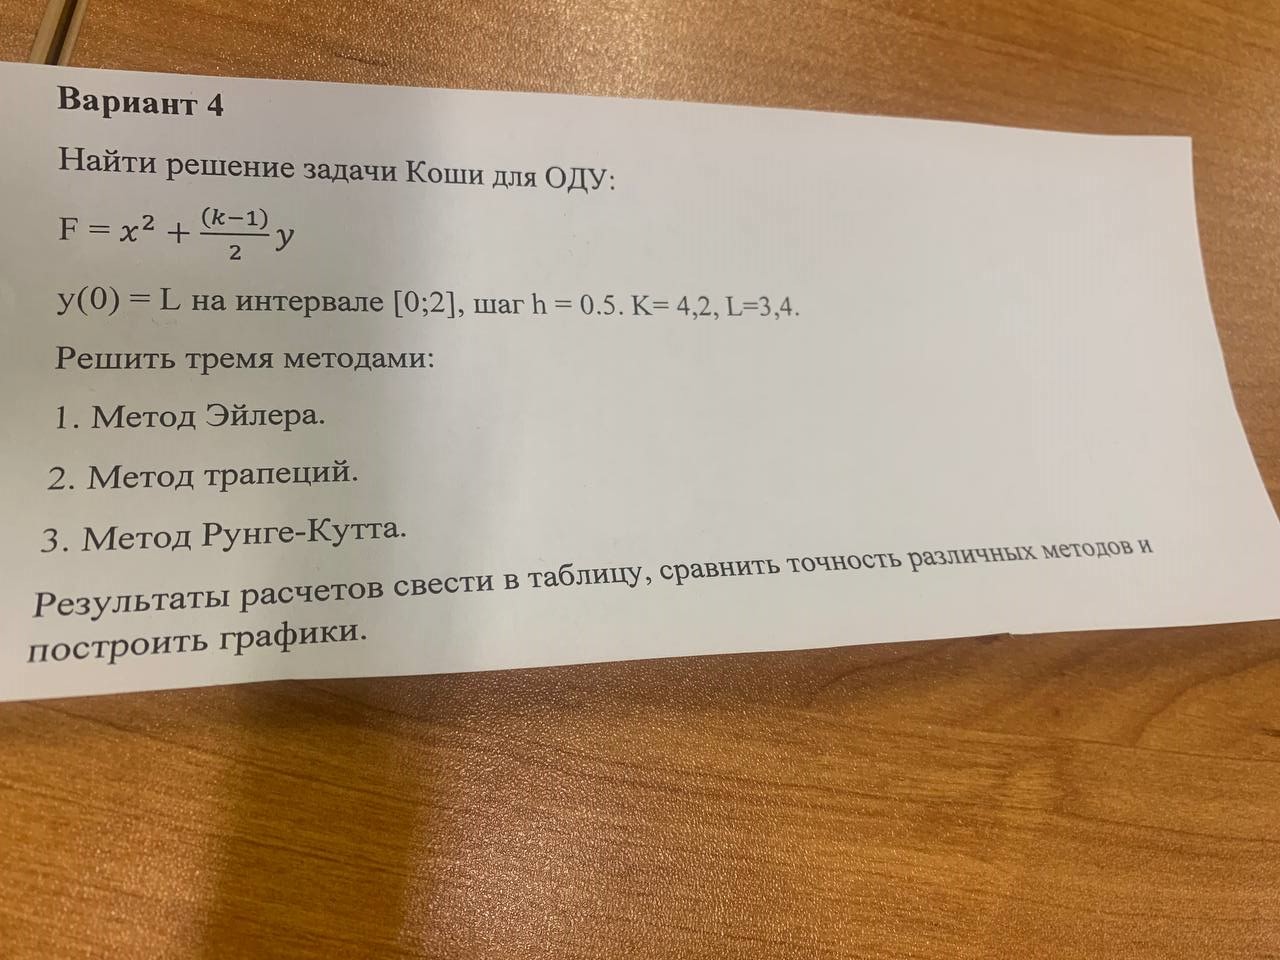 Вариант 4
Найти решение задачи Коши для ОДУ:
F = x² + (k−1)/2 y
y(0) = L на интервале [0;2], шаг h = 0.5. K= 4,2, L=3,4.
Решить тремя методами:
1. Метод Эйлера.
2. Метод трапеций.
3. Метод Рунге-Кутта.
Результаты расчетов свести в таблицу, сравнить точность различных методов и
построить графики.